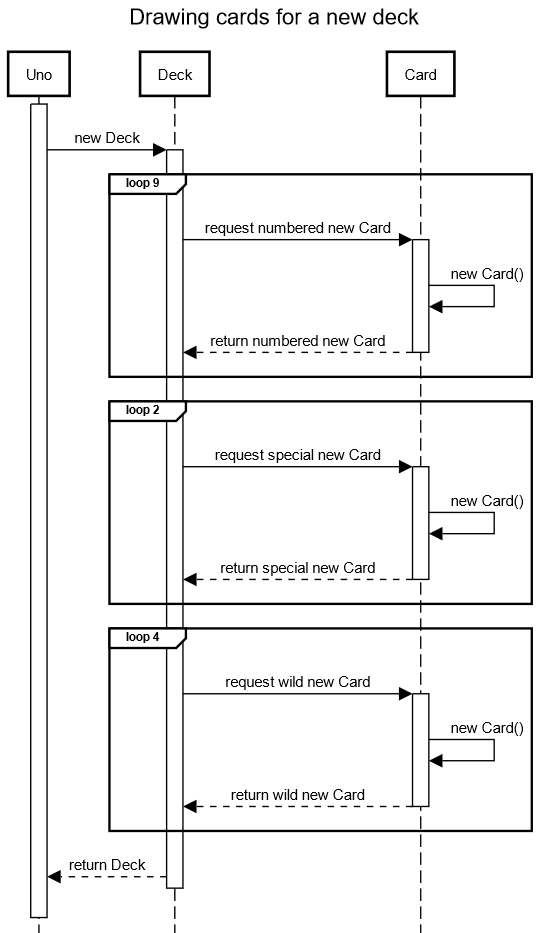 Drawing cards for a new deck
Uno
Deck
Card
new Deck
loop 9
request numbered new Card
new Card()
return numbered new Card
loop 2
request special new Card
new Card()
return special new Card
loop 4
request wild new Card
new Card()
return wild new Card
return Deck